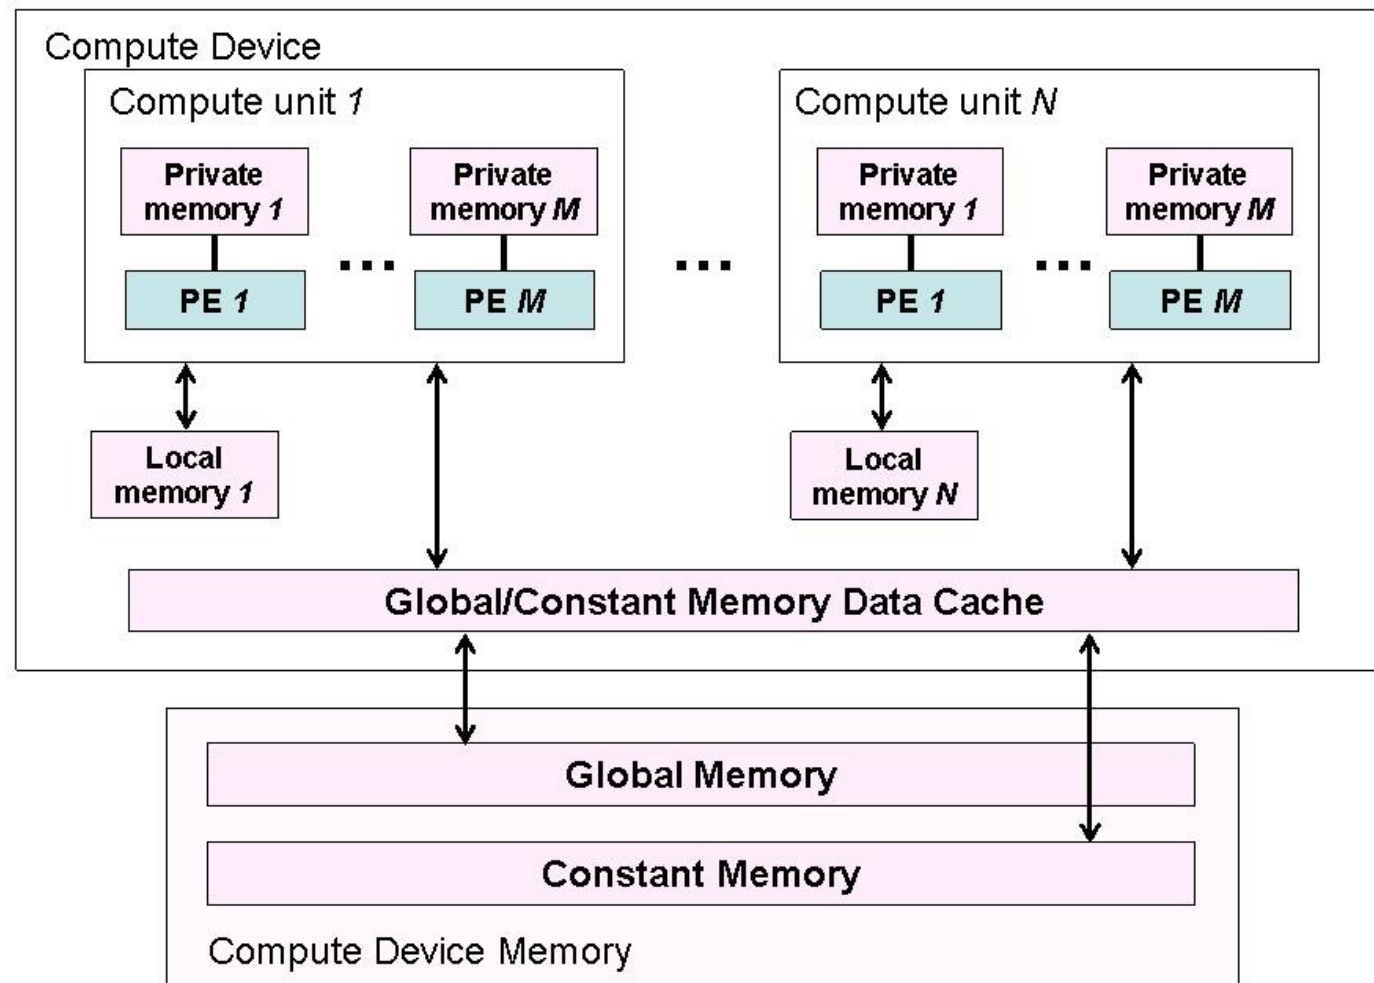 Compute Device
Compute unit 1
Compute unit N
Private
memory 1
Private
memory M
Private
memory 1
Private
memory M
...
...
...
PE 1
PE M
PE 1
PE M
Local
memory 1
Local
memory N
Global/Constant Memory Data Cache
Global Memory
Constant Memory
Compute Device Memory